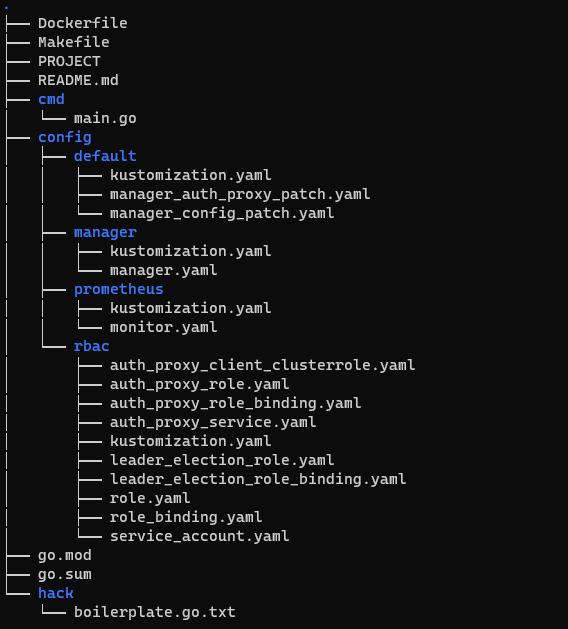 .
├── Dockerfile
├── Makefile
├── PROJECT
├── README.md
├── cmd
│   └── main.go
├── config
│   ├── default
│   │   ├── kustomization.yaml
│   │   ├── manager_auth_proxy_patch.yaml
│   │   └── manager_config_patch.yaml
│   ├── manager
│   │   ├── kustomization.yaml
│   │   └── manager.yaml
│   ├── prometheus
│   │   ├── kustomization.yaml
│   │   └── monitor.yaml
│   └── rbac
│       ├── auth_proxy_client_clusterrole.yaml
│       ├── auth_proxy_role.yaml
│       ├── auth_proxy_role_binding.yaml
│       ├── auth_proxy_service.yaml
│       ├── kustomization.yaml
│       ├── leader_election_role.yaml
│       ├── leader_election_role_binding.yaml
│       ├── role.yaml
│       ├── role_binding.yaml
│       └── service_account.yaml
├── go.mod
├── go.sum
└── hack
    └── boilerplate.go.txt